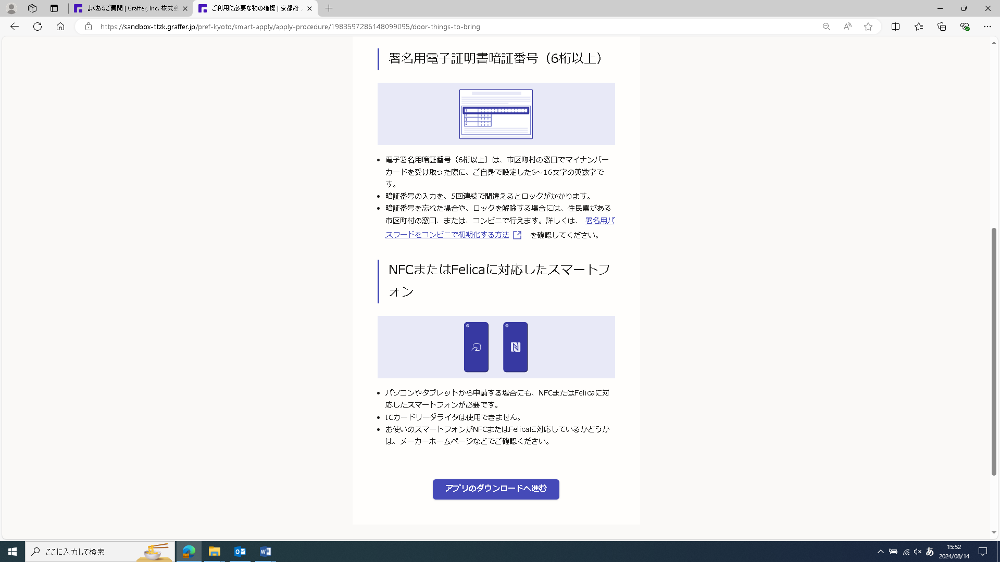 よくあるご質問 | Graffer, Inc. 株式会
ご利用に必要な物の確認 | 京都府
https://sandbox-ttzk.graffer.jp/pref-kyoto/smart-apply/apply-procedure/1983597286148099095/door-things-to-bring
署名用電子証明書暗証番号（6桁以上）
1
2
3
4
電子署名用暗証番号（6桁以上）は、市区町村の窓口でマイナンバー
カードを受け取った際に、ご自身で設定した6～16文字の英数字で
す。
暗証番号の入力を、5回連続で間違えるとロックがかかります。
暗証番号を忘れた場合や、ロックを解除する場合には、住民票がある
市区町村の窓口、または、コンビニで行えます。詳しくは、 署名用パ
スワードをコンビニで初期化する方法 を確認してください。
NFCまたはFelicaに対応したスマートフ
ォン
パソコンやタブレットから申請する場合にも、NFCまたはFelicaに対
応したスマートフォンが必要です。
ICカードリーダライタは使用できません。
お使いのスマートフォンがNFCまたはFelicaに対応しているかどうか
は、メーカーホームページなどでご確認ください。
アプリのダウンロードへ進む
ここに入力して検索
あ
15:52
2024/08/14